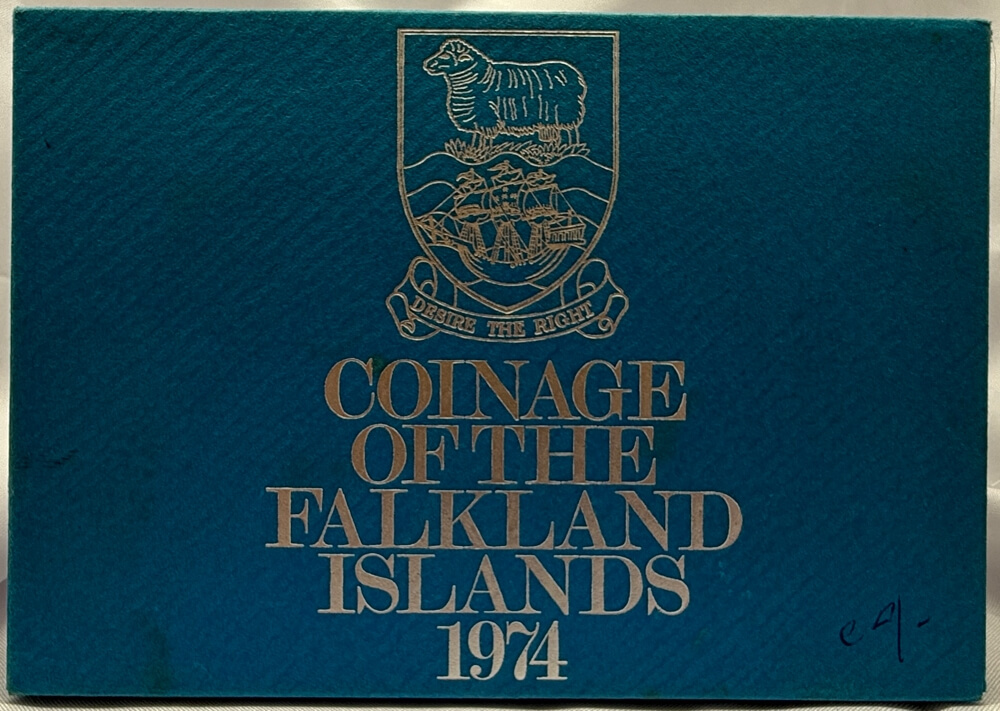 DESIRE THE RIGHT
COINAGE
OF THE
FALKLAND
ISLANDS
1974